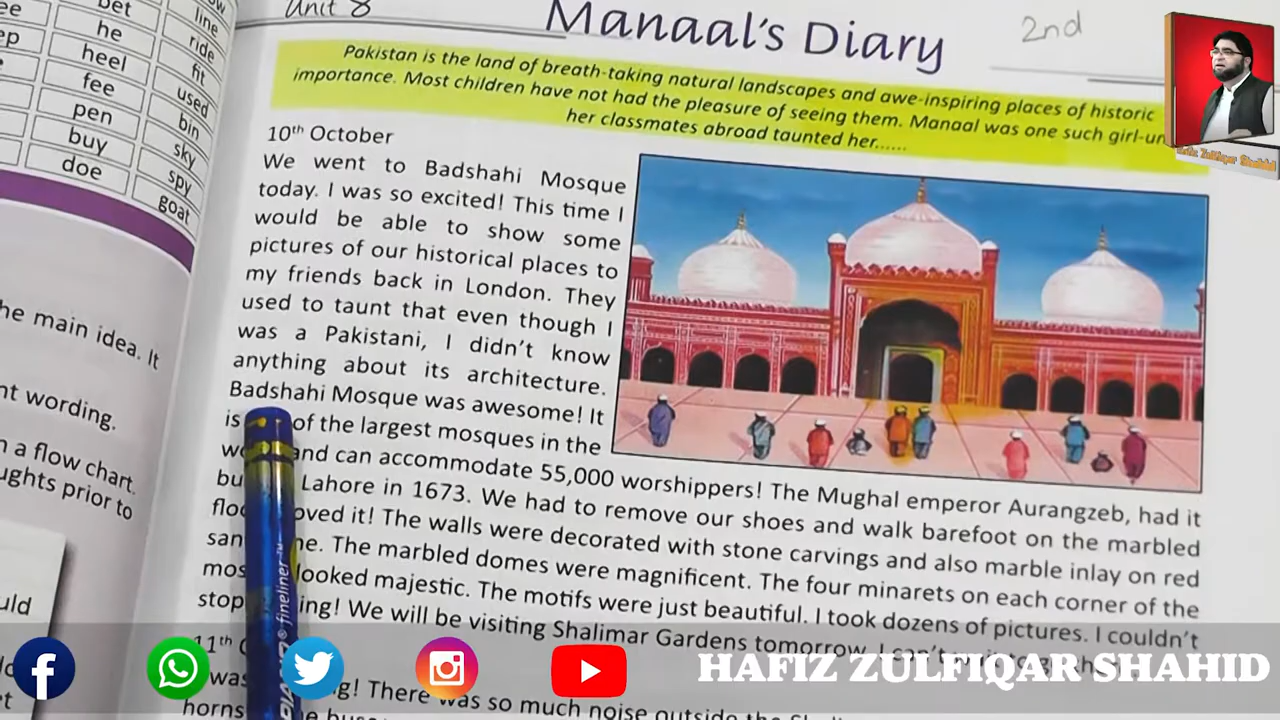 ee
bet
line
ep
he
ride
heel
fit
fee
used
pen
bin
buy
sky
doe
spy
goat
he main idea. It
nt wording.
n a flow chart.
ughts prior to
uld
Unit 8
Manaal's Diary
2nd
Pakistan is the land of breath-taking natural landscapes and awe-inspiring places of historic
importance. Most children have not had the pleasure of seeing them. Manaal was one such girl-un
her classmates abroad taunted her......
10th October
We went to Badshahi Mosque
today. I was so excited! This time I
would be able to show some
pictures of our historical places to
my friends back in London. They
used to taunt that even though I
was a Pakistani, I didn't know
anything about its architecture.
Badshahi Mosque was awesome! It
is of the largest mosques in the
and can accommodate 55,000 worshippers! The Mughal emperor Aurangzeb, had it
bu Lahore in 1673. We had to remove our shoes and walk barefoot on the marbled
floo oved it! The walls were decorated with stone carvings and also marble inlay on red
san ne. The marbled domes were magnificent. The four minarets on each corner of the
mos looked majestic. The motifs were just beautiful. I took dozens of pictures. I couldn't
stop ing! We will be visiting Shalimar Gardens tomorrow. I can't
11th
was g! There was so much noise outside the
horns
fineliner
HAFIZ ZULFIQAR SHAHID
Hafiz Zulfiqar Shahid